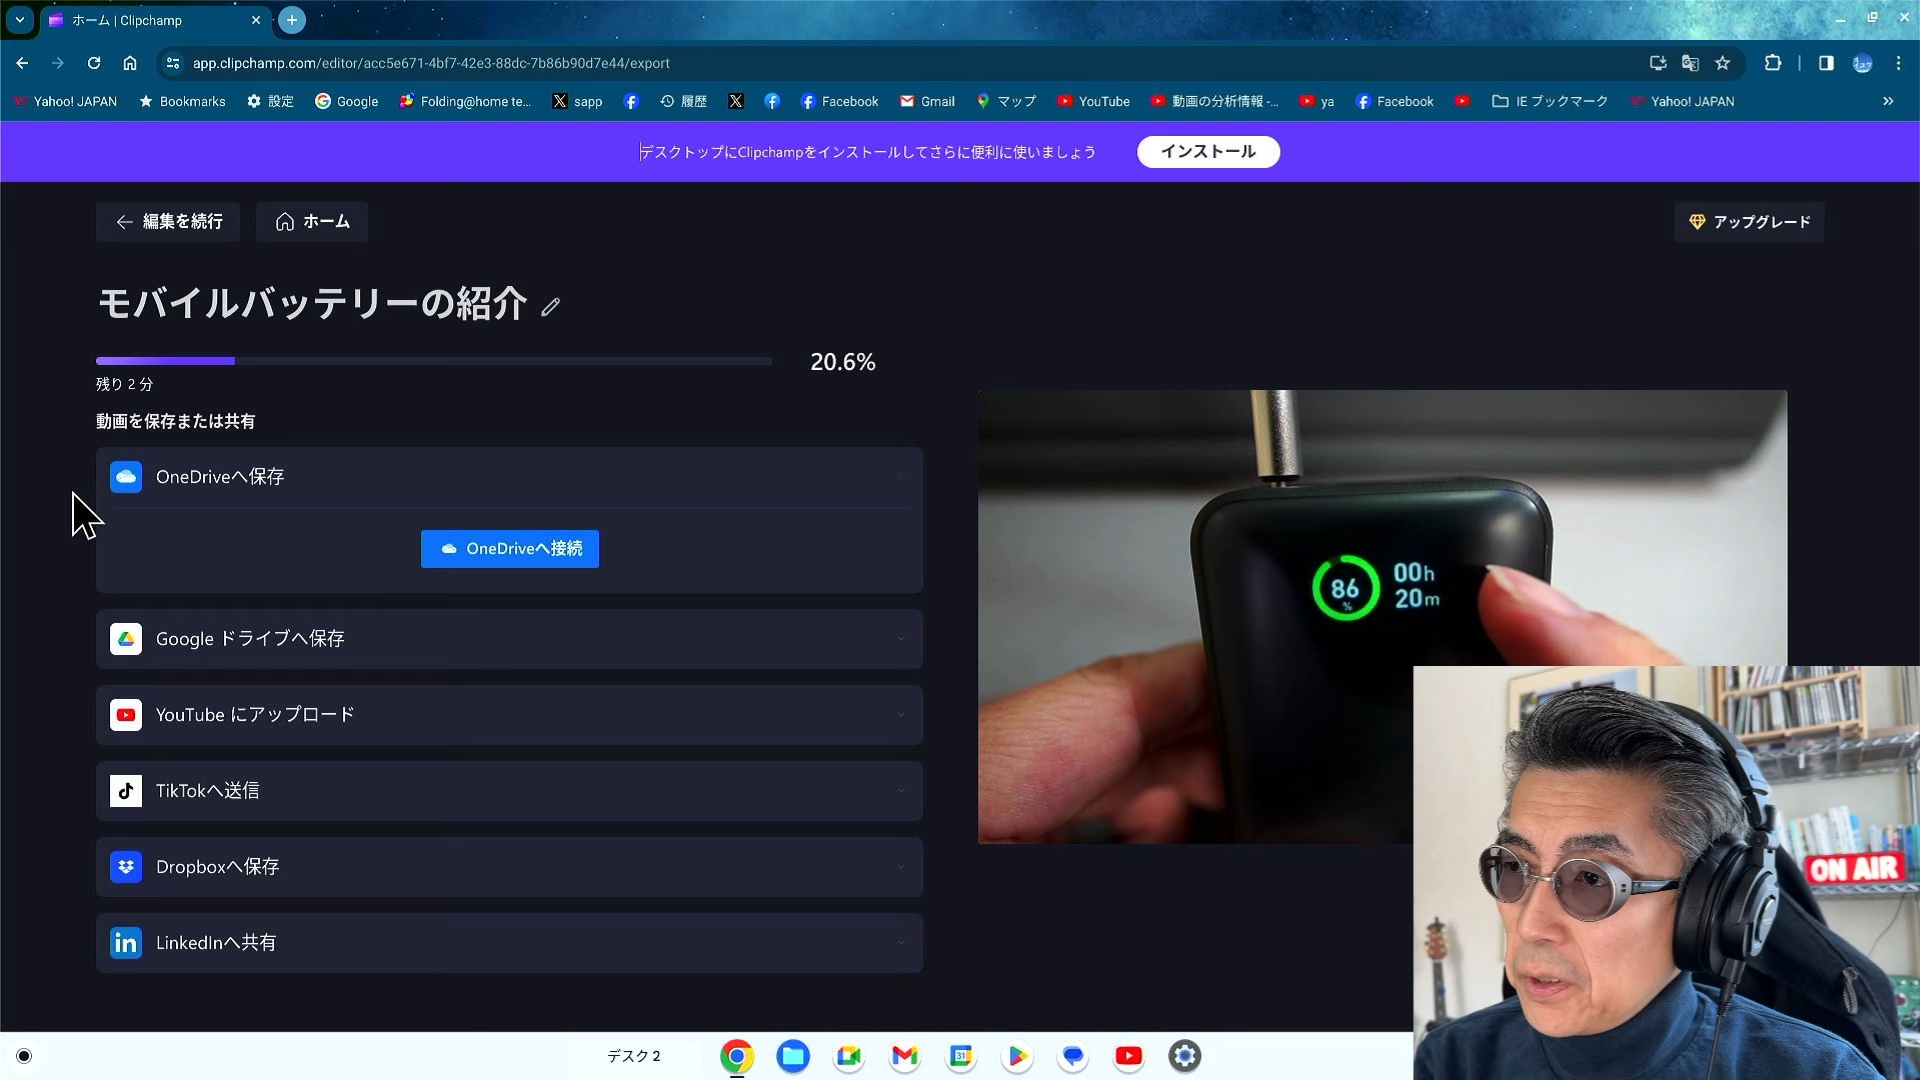 ホーム | Clipchamp
app.clipchamp.com/editor/acc5e671-4bf7-42e3-88dc-7b86b90d7e44/export
Yahoo! JAPAN Bookmarks 設定 Google Folding@home te... sapp 履歴 Facebook Gmail マップ YouTube 動画の分析情報 -... ya Facebook IE ブックマーク Yahoo! JAPAN
デスクトップにClipchampをインストールしてさらに便利に使いましょう インストール
編集を続行 ホーム アップグレード
モバイルバッテリーの紹介
20.6%
残り 2 分
動画を保存または共有
OneDriveへ保存
OneDriveへ接続
Google ドライブへ保存
YouTube にアップロード
TikTokへ送信
Dropboxへ保存
LinkedInへ共有
86
%
00h
20m
ON AIR
デスク 2
31